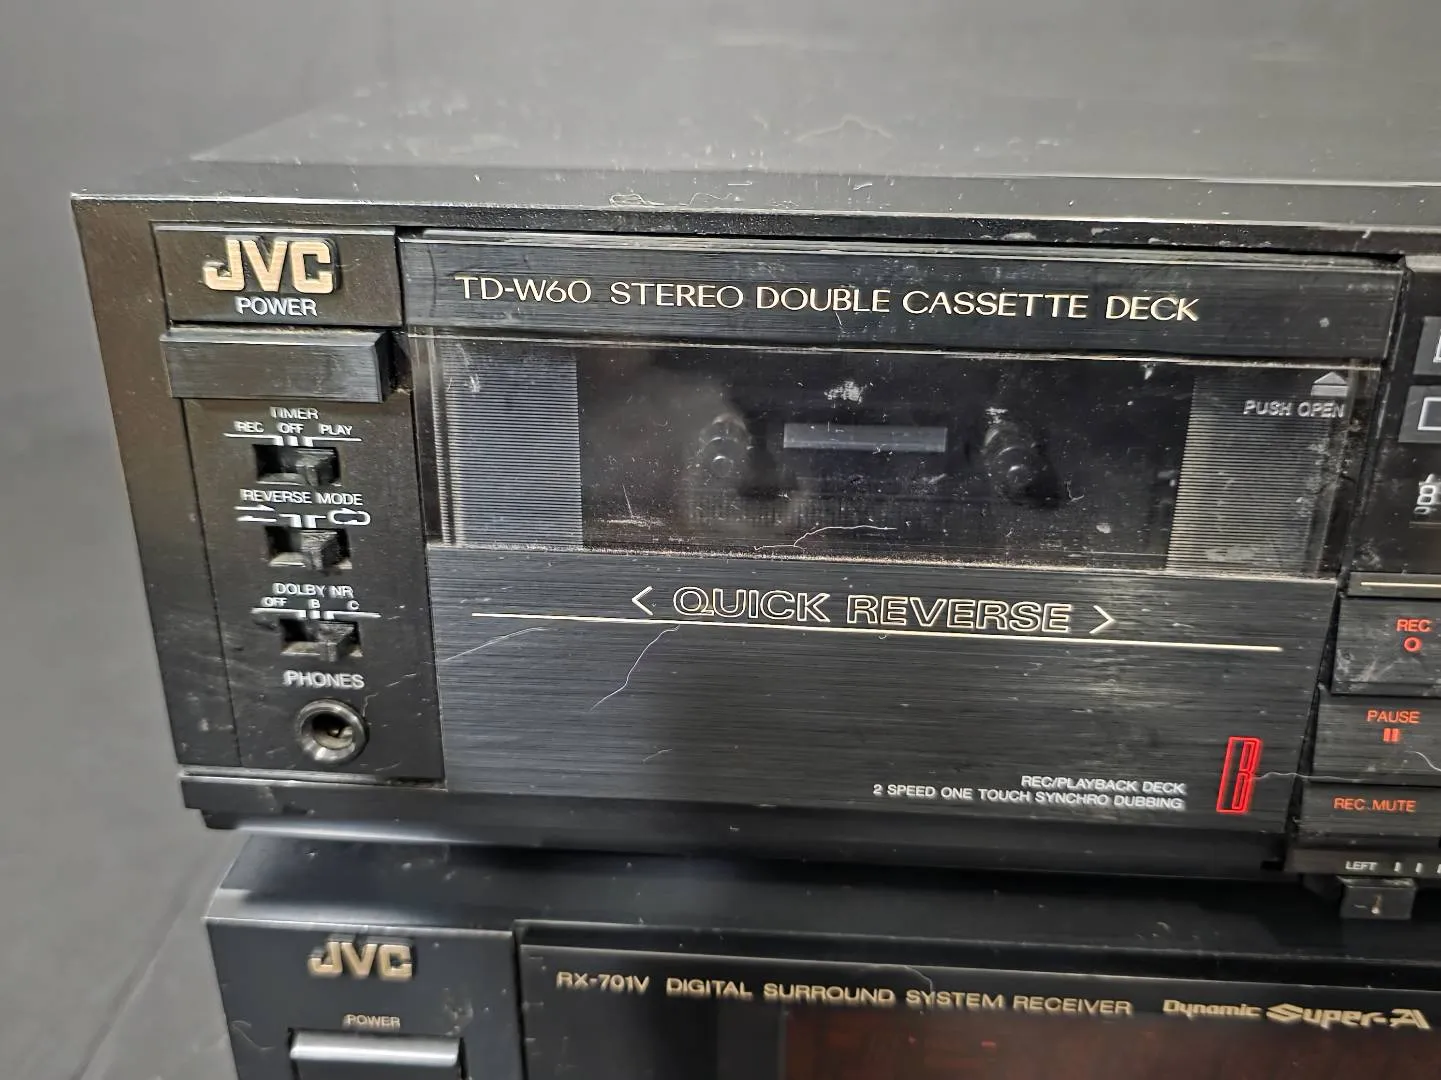 JVC
POWER
TD-W60 STEREO DOUBLE CASSETTE DECK
TIMER
REC OFF PLAY
REVERSE MODE
DOLBY NR
OFF B C
PHONES
PUSH OPEN
< QUICK REVERSE >
REC/PLAYBACK DECK
2 SPEED ONE TOUCH SYNCHRO DUBBING
B
REC
PAUSE
REC MUTE
LEFT
JVC
POWER
RX-701V DIGITAL SURROUND SYSTEM RECEIVER Dynamic Super-A